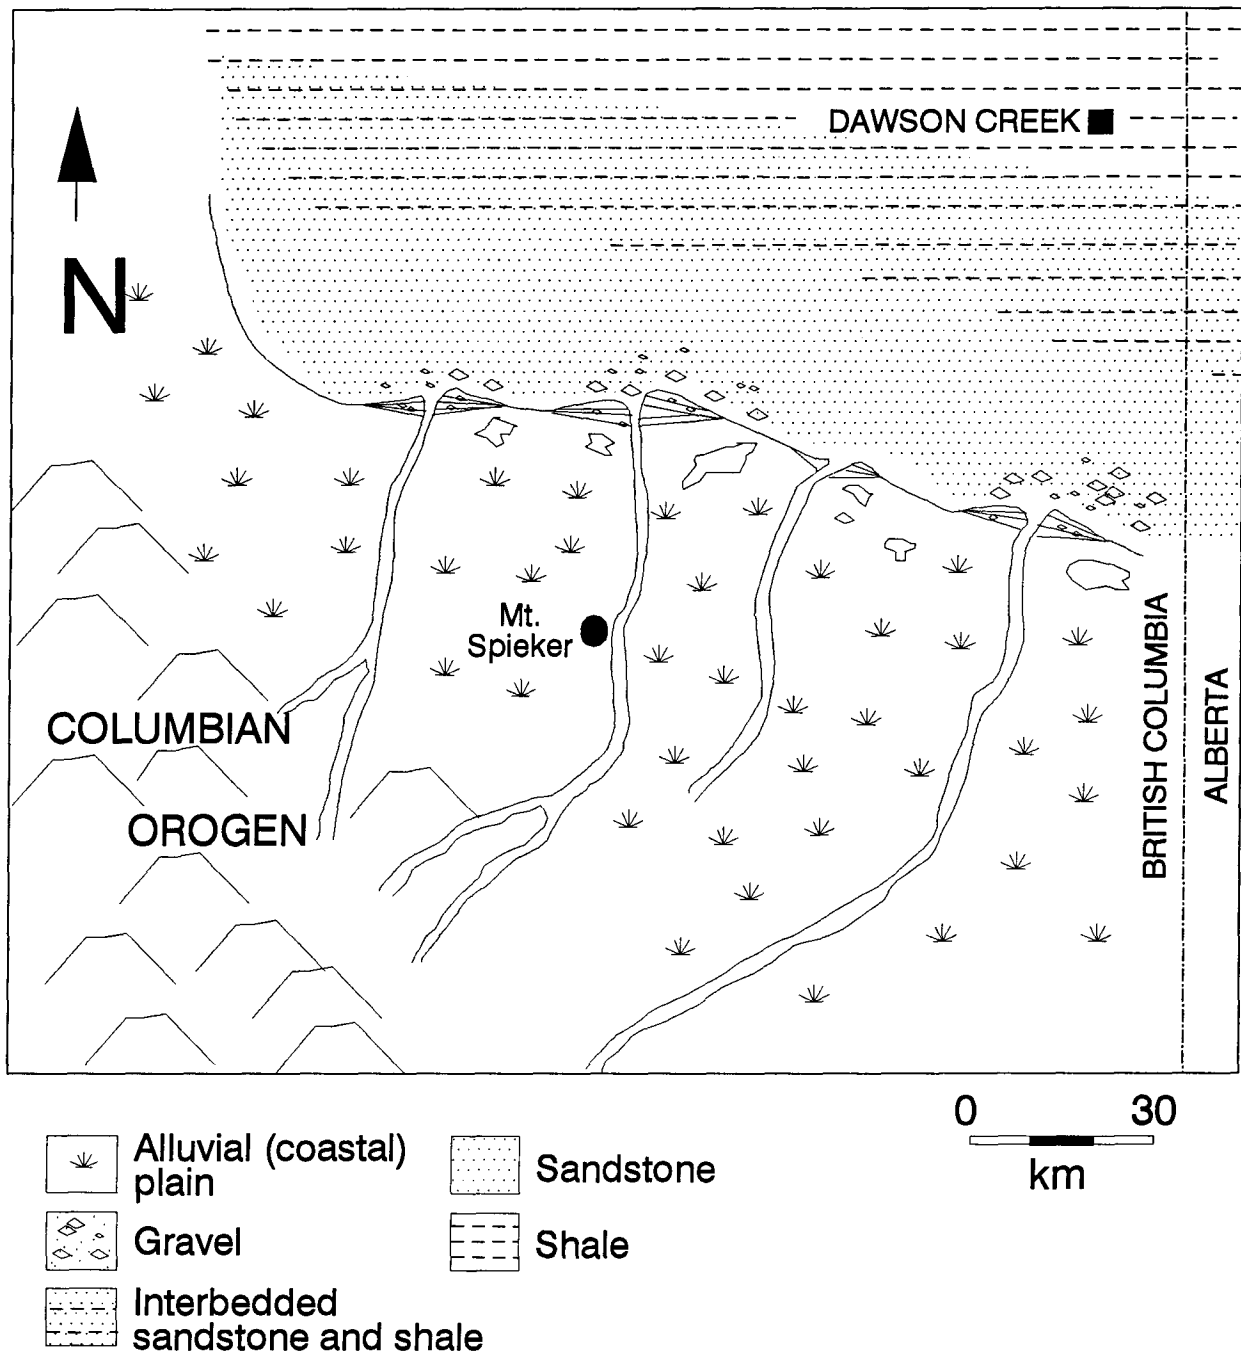 DAWSON CREEK
N
Mt.
Spieker
COLUMBIAN
OROGEN
BRITISH COLUMBIA
ALBERTA
0 30
km
Alluvial (coastal)
plain
Gravel
Interbedded
sandstone and shale
Sandstone
Shale